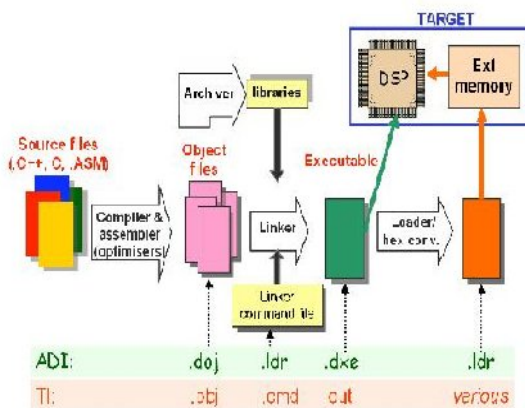 TARGET
DSP
Ext
memory
Archiver
libraries
Source files
(.C++, C, .ASM)
Object
files
Executable
Compiler &
assembler
(optimisers)
Linker
Loader/
hex conv.
Linker
command file
ADI: .doj .ldr .dxe .ldr
TI: .obj .cmd out various